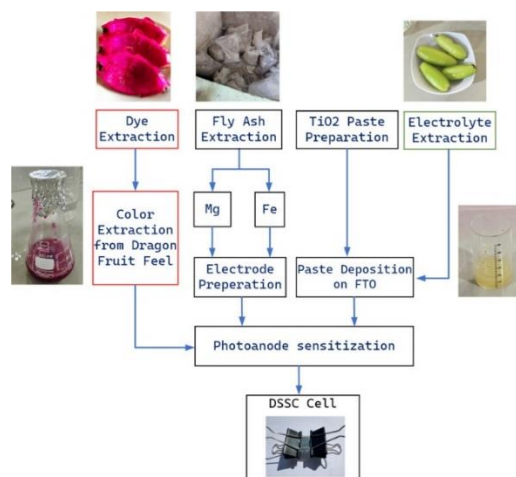 Dye
Extraction
Fly Ash
Extraction
TiO2 Paste
Preparation
Electrolyte
Extraction
Color
Extraction
from Dragon
Fruit Feel
Mg
Fe
Electrode
Preperation
Paste Deposition
on FTO
Photoanode sensitization
DSSC Cell